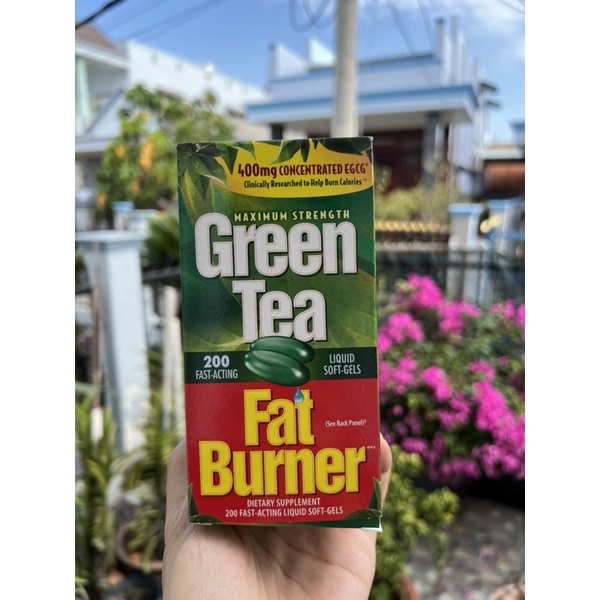 400mg CONCENTRATED EGCG
Clinically Researched to Help Burn Calories
MAXIMUM STRENGTH
Green
Tea
200
FAST-ACTING
LIQUID
SOFT-GELS
Fat
(See Back Panel)‡
Burner
DIETARY SUPPLEMENT
200 FAST-ACTING LIQUID SOFT-GELS